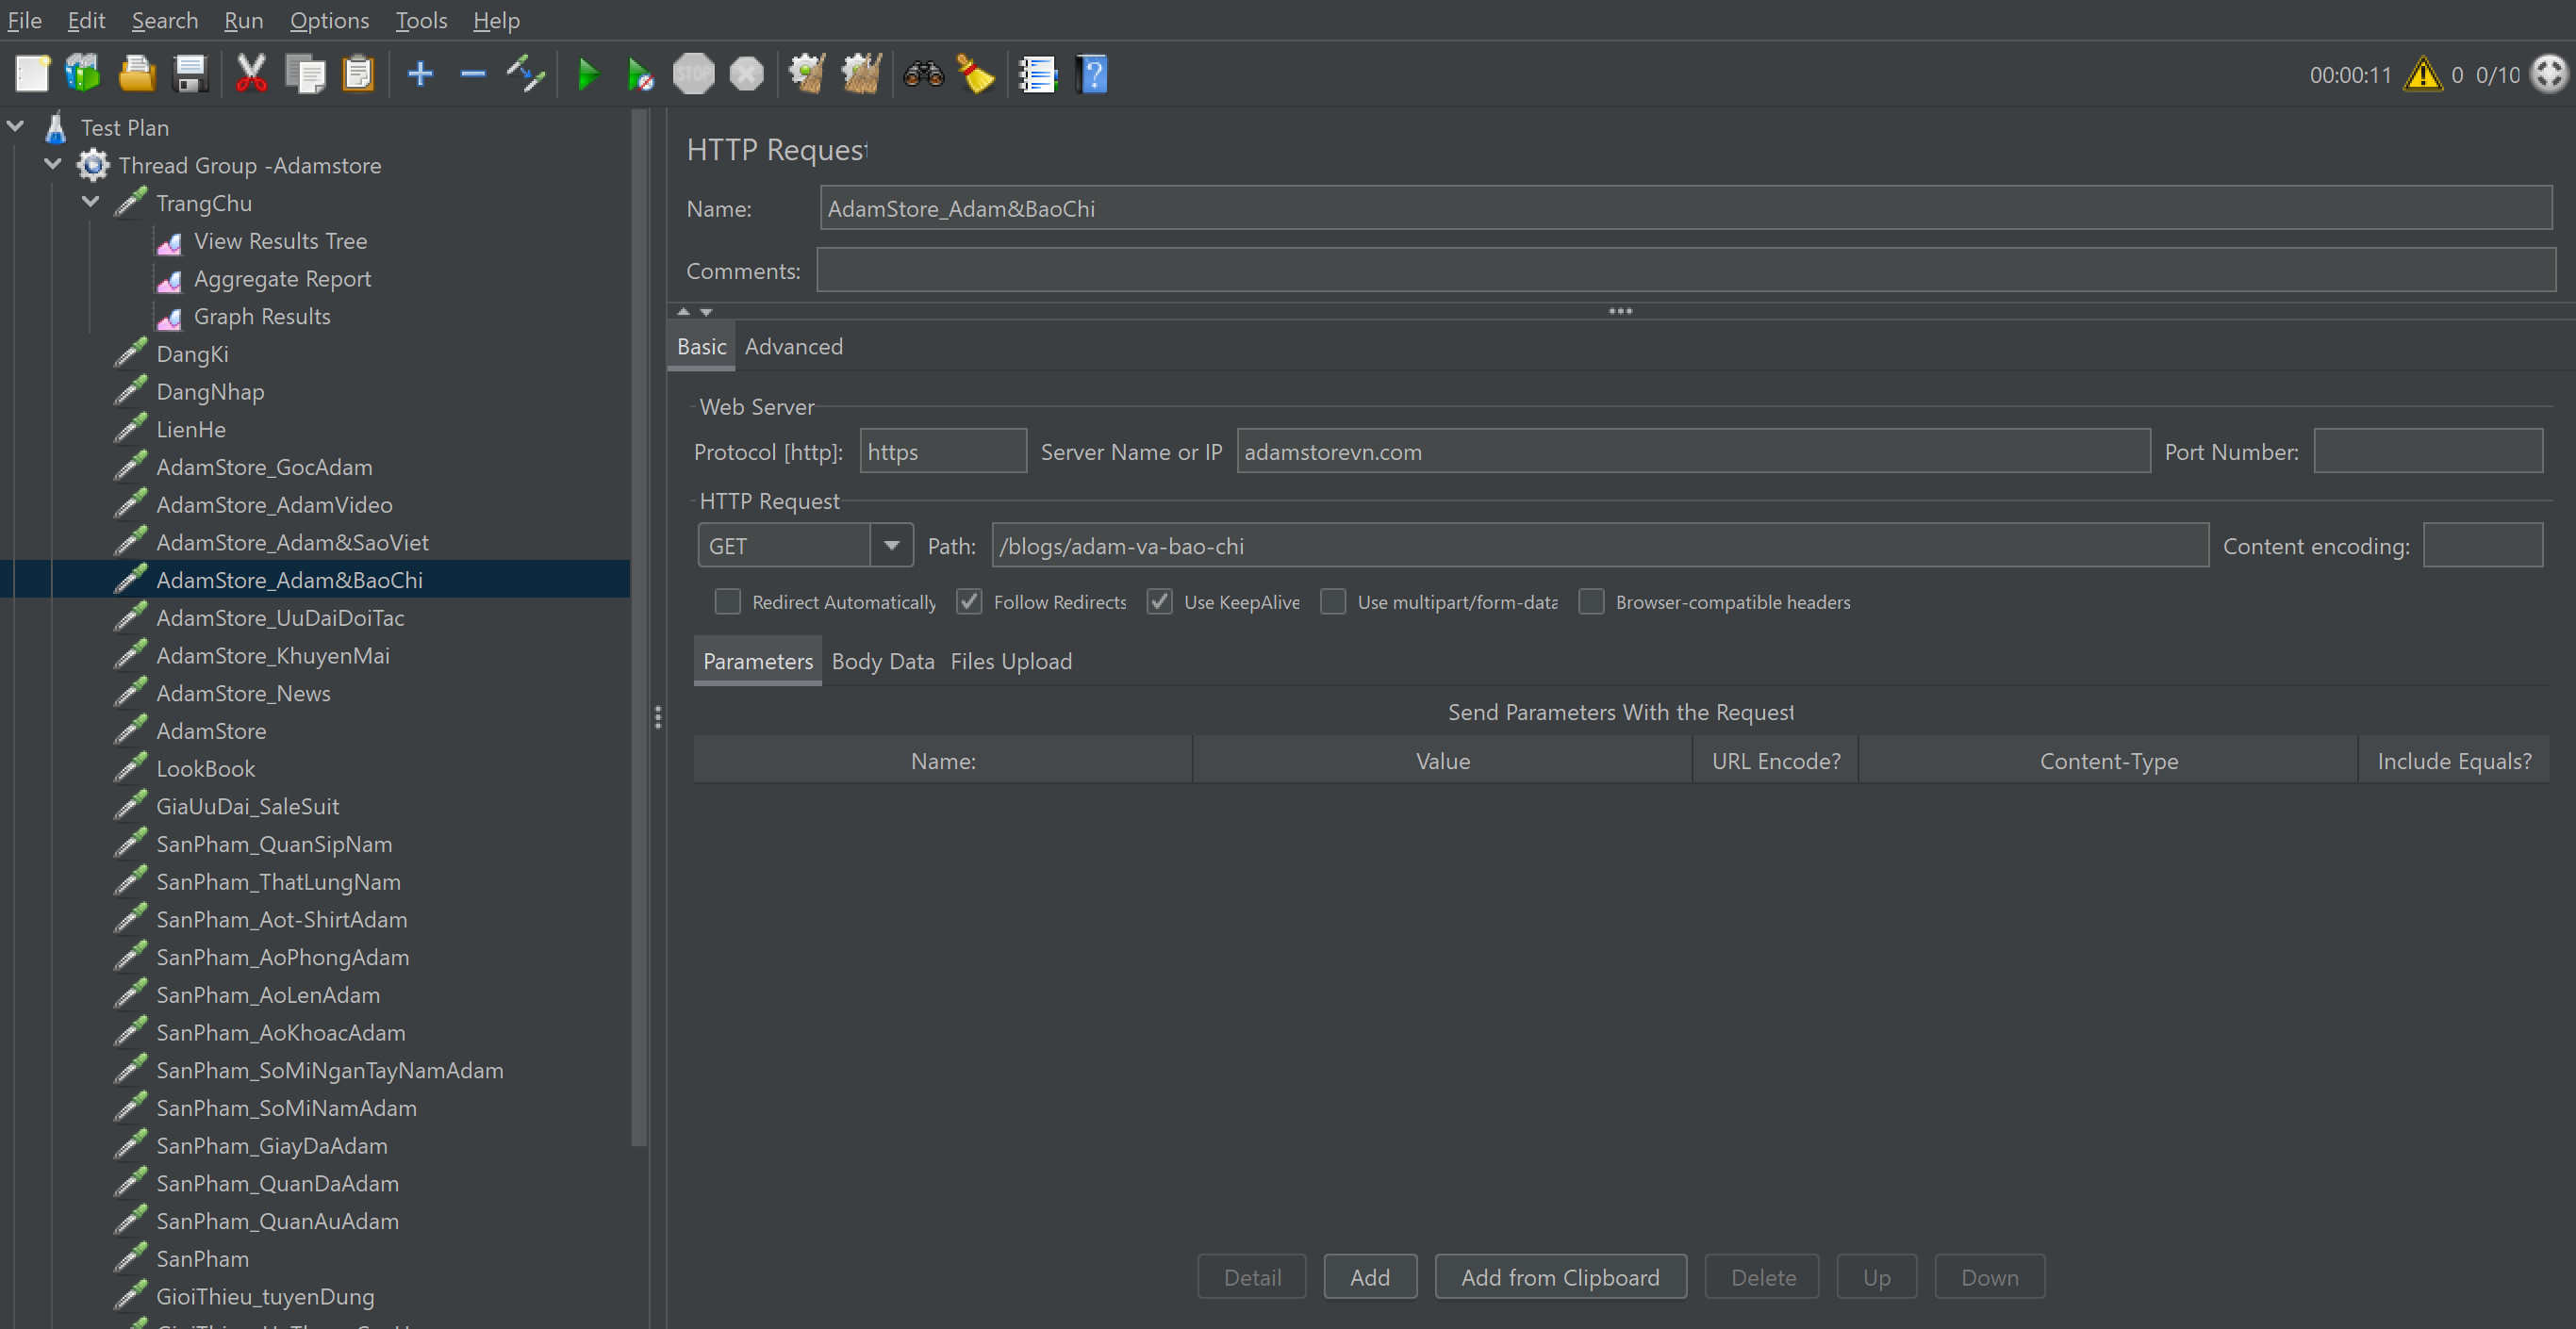 File Edit Search Run Options Tools Help
STOP
00:00:11 0 0/10
Test Plan
Thread Group -Adamstore
TrangChu
View Results Tree
Aggregate Report
Graph Results
DangKi
DangNhap
LienHe
AdamStore_GocAdam
AdamStore_AdamVideo
AdamStore_Adam&SaoViet
AdamStore_Adam&BaoChi
AdamStore_UuDaiDoiTac
AdamStore_KhuyenMai
AdamStore_News
AdamStore
LookBook
GiaUuDai_SaleSuit
SanPham_QuanSipNam
SanPham_ThatLungNam
SanPham_Aot-ShirtAdam
SanPham_AoPhongAdam
SanPham_AoLenAdam
SanPham_AoKhoacAdam
SanPham_SoMiNganTayNamAdam
SanPham_SoMiNamAdam
SanPham_GiayDaAdam
SanPham_QuanDaAdam
SanPham_QuanAuAdam
SanPham
GioiThieu_tuyenDung
HTTP Request
Name: AdamStore_Adam&BaoChi
Comments:
Basic Advanced
Web Server
Protocol [http]: https Server Name or IP adamstorevn.com Port Number:
HTTP Request
GET Path: /blogs/adam-va-bao-chi Content encoding:
Redirect Automatically Follow Redirects Use KeepAlive Use multipart/form-data Browser-compatible headers
Parameters Body Data Files Upload
Send Parameters With the Request
Name: Value URL Encode? Content-Type Include Equals?
Detail Add Add from Clipboard Delete Up Down